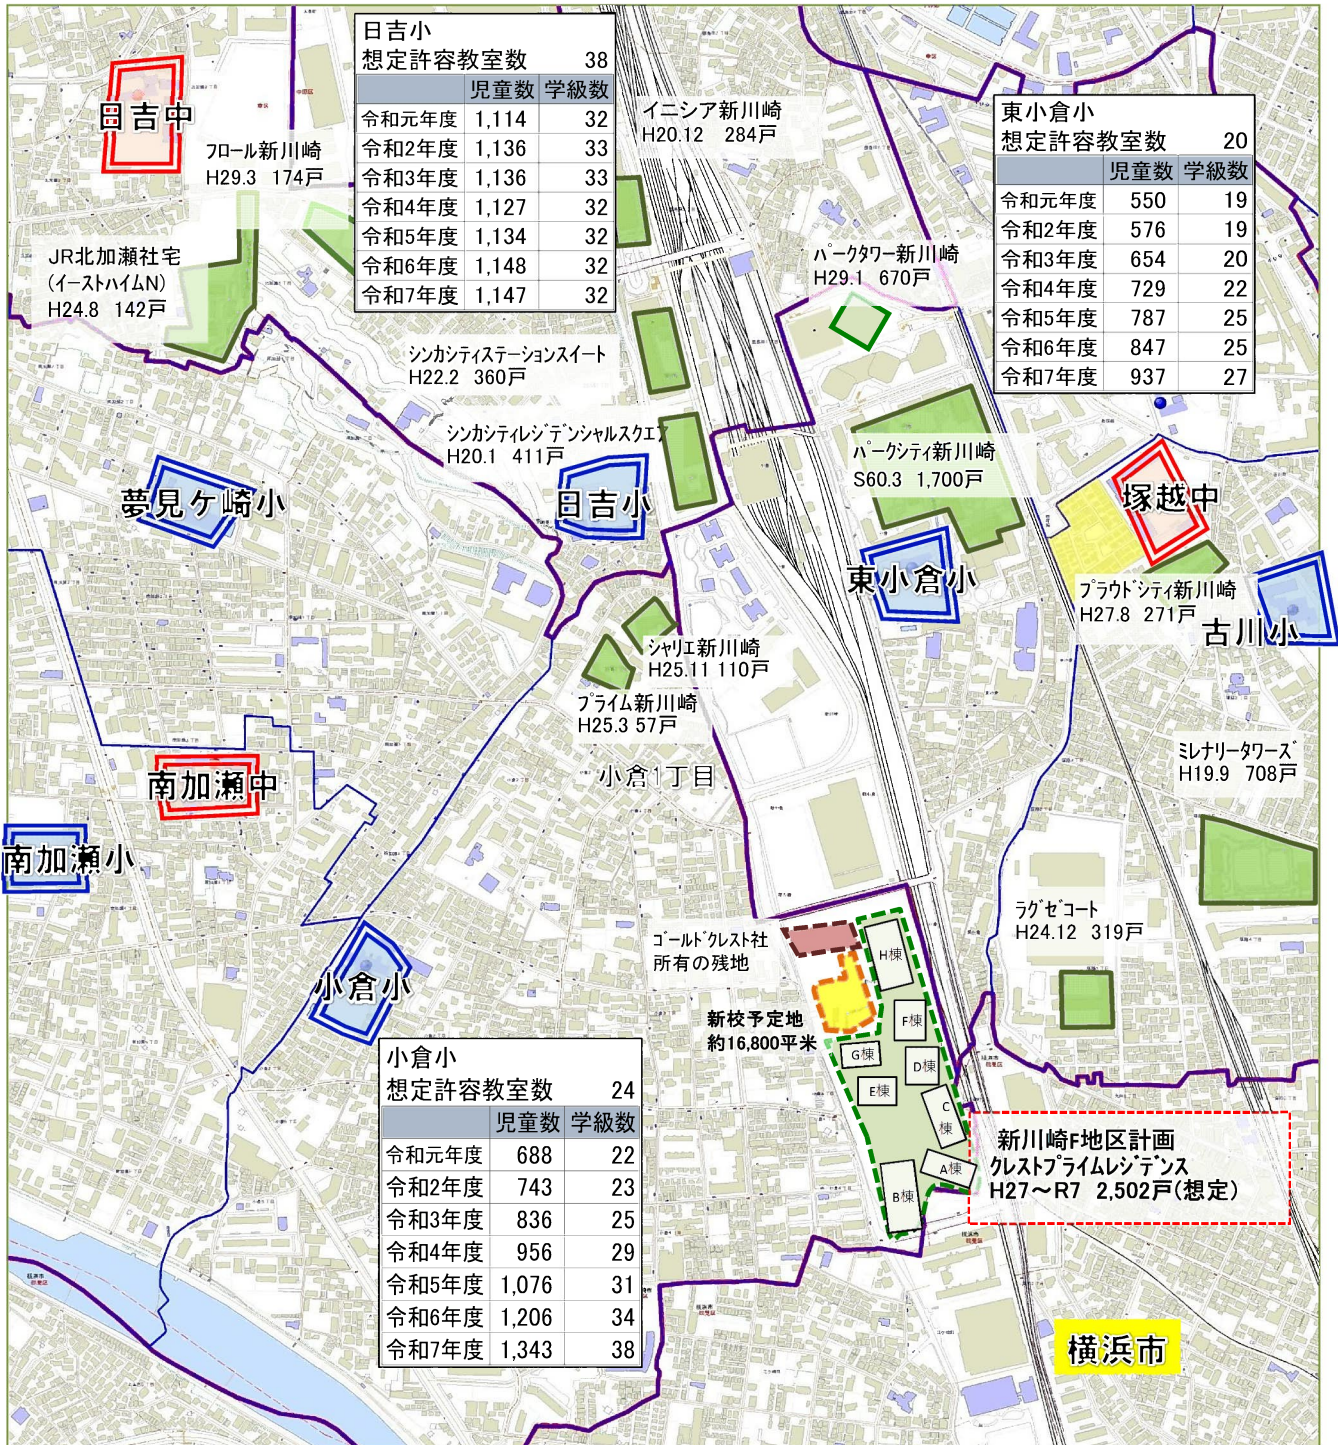 日吉小
想定許容教室数 38
児童数 学級数
令和元年度 1,114 32
令和2年度 1,136 33
令和3年度 1,136 33
令和4年度 1,127 32
令和5年度 1,134 32
令和6年度 1,148 32
令和7年度 1,147 32
東小倉小
想定許容教室数 20
児童数 学級数
令和元年度 550 19
令和2年度 576 19
令和3年度 654 20
令和4年度 729 22
令和5年度 787 25
令和6年度 847 25
令和7年度 937 27
日吉中
フロール新川崎
H29.3 174戸
イニシア新川崎
H20.12 284戸
JR北加瀬社宅
(イーストハイムN)
H24.8 142戸
パークタワー新川崎
H29.1 670戸
シンカシティステーションスイート
H22.2 360戸
シンカシティレジデンシャルスクエア
H20.1 411戸
パークシティ新川崎
S60.3 1,700戸
夢見ケ崎小
日吉小
塚越中
東小倉小
プラウドシティ新川崎
H27.8 271戸
古川小
シャリエ新川崎
H25.11 110戸
プライム新川崎
H25.3 57戸
小倉1丁目
ミレナリータワーズ
H19.9 708戸
南加瀬中
南加瀬小
ラグゼコート
H24.12 319戸
ゴールドクレスト社
所有の残地
小倉小
新校予定地
約16,800平米
H棟
F棟
G棟
D棟
E棟
C
棟
A棟
B棟
小倉小
想定許容教室数 24
児童数 学級数
令和元年度 688 22
令和2年度 743 23
令和3年度 836 25
令和4年度 956 29
令和5年度 1,076 31
令和6年度 1,206 34
令和7年度 1,343 38
新川崎F地区計画
クレストプライムレジデンス
H27～R7 2,502戸(想定)
横浜市